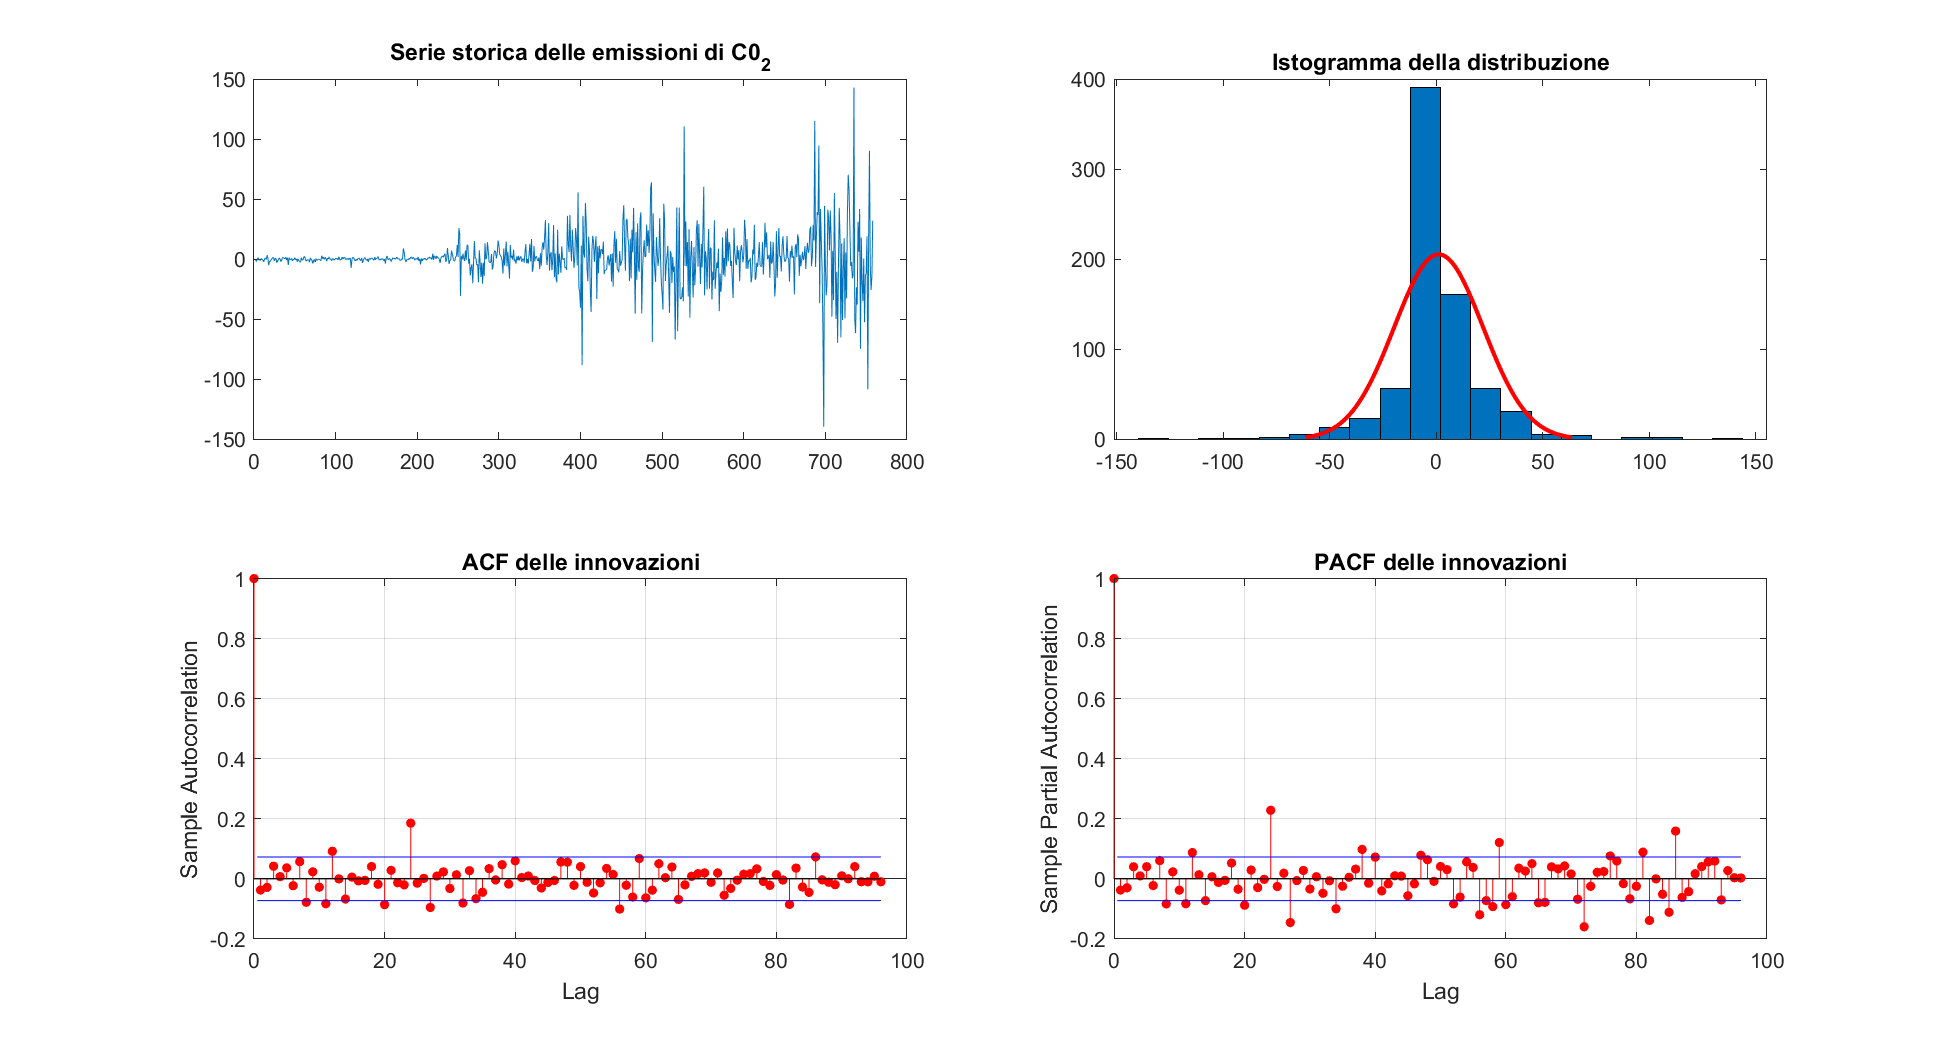 Serie storica delle emissioni di C02
150
100
50
0
-50
-100
-150
0 100 200 300 400 500 600 700 800
Istogramma della distribuzione
400
300
200
100
0
-150 -100 -50 0 50 100 150
ACF delle innovazioni
Sample Autocorrelation
1
0.8
0.6
0.4
0.2
0
-0.2
0 20 40 60 80 100
Lag
PACF delle innovazioni
Sample Partial Autocorrelation
1
0.8
0.6
0.4
0.2
0
-0.2
0 20 40 60 80 100
Lag